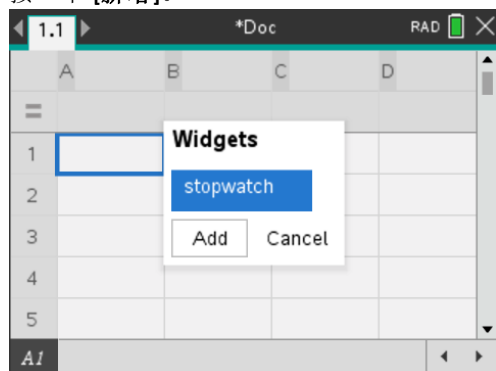 1.1 *Doc RAD
A B C D
=
1
2
3
4
5
Widgets
stopwatch
Add Cancel
A1